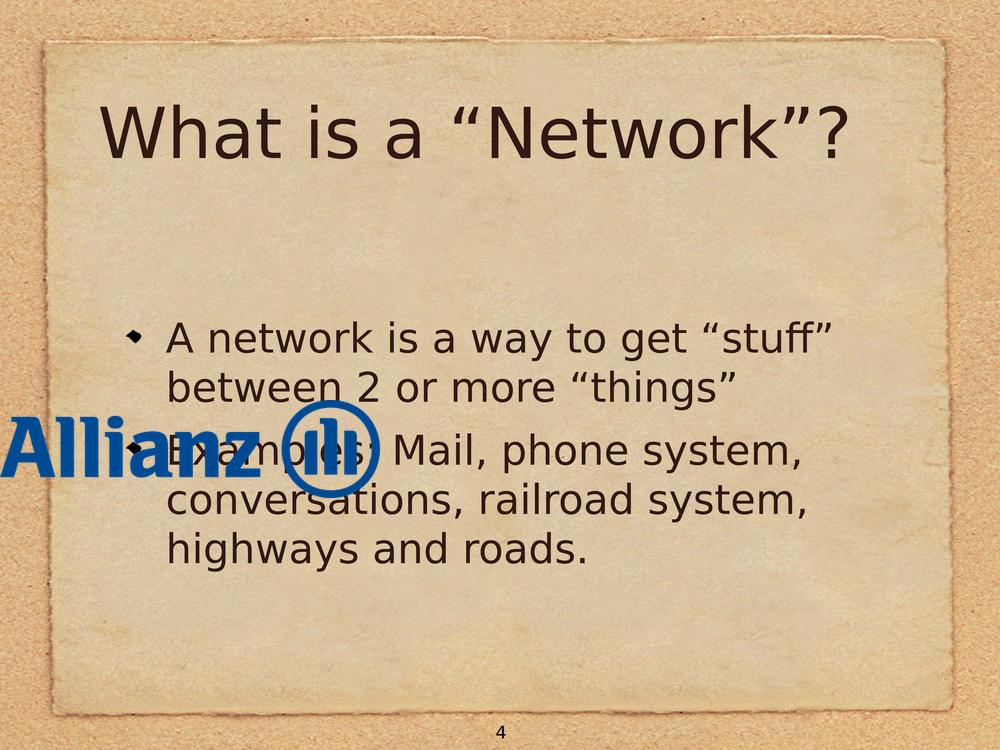 What is a “Network”?
A network is a way to get “stuff”
between 2 or more “things”
Allianz
Examples: Mail, phone system,
conversations, railroad system,
highways and roads.
4